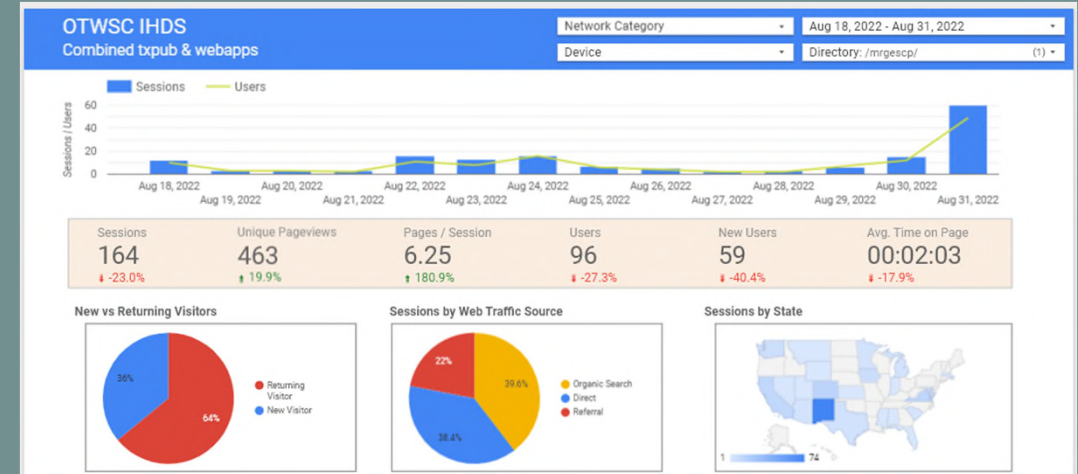 OTWSC IHDS
Combined txpub & webapps
Network Category
Aug 18, 2022 - Aug 31, 2022
Device
Directory: /mrgescp/ (1)
Sessions Users
Sessions / Users
60
40
20
0
Aug 18, 2022 Aug 20, 2022 Aug 22, 2022 Aug 24, 2022 Aug 26, 2022 Aug 28, 2022 Aug 30, 2022
Aug 19, 2022 Aug 21, 2022 Aug 23, 2022 Aug 25, 2022 Aug 27, 2022 Aug 29, 2022 Aug 31, 2022
Sessions Unique Pageviews Pages / Session Users New Users Avg. Time on Page
164 463 6.25 96 59 00:02:03
-23.0% 19.9% 180.9% -27.3% -40.4% -17.9%
New vs Returning Visitors
36%
64%
Returning
Visitor
New Visitor
Sessions by Web Traffic Source
22%
39.6%
38.4%
Organic Search
Direct
Referral
Sessions by State
1 74